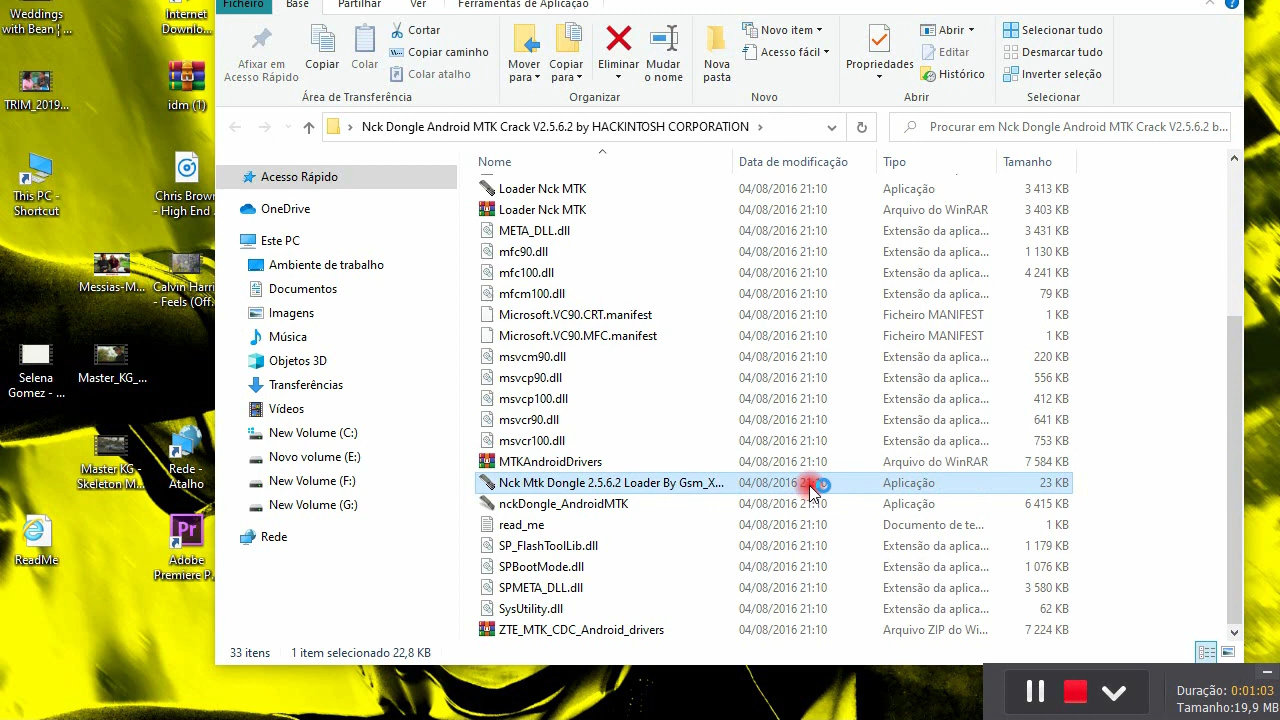 Weddings
with Bean ¦ ...
Internet
Downlo...
TRIM_2019...
idm (1)
This PC -
Shortcut
Chris Brown
- High End ...
Messias-M...
Calvin Harri
- Feels (Off.
Selena
Gomez - ...
Master_KG_...
Master KG -
Skeleton M...
Rede -
Atalho
ReadMe
Adobe
Premiere P...
Ficheiro
Base
Partilhar
Ver
Ferramentas de Aplicação
Afixar em
Acesso Rápido
Copiar
Colar
Cortar
Copiar caminho
Colar atalho
Área de Transferência
Mover
para
Copiar
para
Eliminar
Mudar
o nome
Organizar
Nova
pasta
Novo item
Acesso fácil
Novo
Propriedades
Abrir
Editar
Histórico
Abrir
Selecionar tudo
Desmarcar tudo
Inverter seleção
Selecionar
Nck Dongle Android MTK Crack V2.5.6.2 by HACKINTOSH CORPORATION
Procurar em Nck Dongle Android MTK Crack V2.5.6.2 b...
Acesso Rápido
OneDrive
Este PC
Ambiente de trabalho
Documentos
Imagens
Música
Objetos 3D
Transferências
Vídeos
New Volume (C:)
Novo volume (E:)
New Volume (F:)
New Volume (G:)
Rede
Nome Data de modificação Tipo Tamanho
Loader Nck MTK 04/08/2016 21:10 Aplicação 3 413 KB
Loader Nck MTK 04/08/2016 21:10 Arquivo do WinRAR 3 403 KB
META_DLL.dll 04/08/2016 21:10 Extensão da aplica... 3 431 KB
mfc90.dll 04/08/2016 21:10 Extensão da aplica... 1 130 KB
mfc100.dll 04/08/2016 21:10 Extensão da aplica... 4 241 KB
mfcm100.dll 04/08/2016 21:10 Extensão da aplica... 79 KB
Microsoft.VC90.CRT.manifest 04/08/2016 21:10 Ficheiro MANIFEST 1 KB
Microsoft.VC90.MFC.manifest 04/08/2016 21:10 Ficheiro MANIFEST 1 KB
msvcm90.dll 04/08/2016 21:10 Extensão da aplica... 220 KB
msvcp90.dll 04/08/2016 21:10 Extensão da aplica... 556 KB
msvcp100.dll 04/08/2016 21:10 Extensão da aplica... 412 KB
msvcr90.dll 04/08/2016 21:10 Extensão da aplica... 641 KB
msvcr100.dll 04/08/2016 21:10 Extensão da aplica... 753 KB
MTKAndroidDrivers 04/08/2016 21:10 Arquivo do WinRAR 7 584 KB
Nck Mtk Dongle 2.5.6.2 Loader By Gsm_X... 04/08/2016 Aplicação 23 KB
nckDongle_AndroidMTK 04/08/2016 21:10 Aplicação 6 415 KB
read_me 04/08/2016 21:10 Documento de te... 1 KB
SP_FlashToolLib.dll 04/08/2016 21:10 Extensão da aplica... 1 179 KB
SPBootMode.dll 04/08/2016 21:10 Extensão da aplica... 1 076 KB
SPMETA_DLL.dll 04/08/2016 21:10 Extensão da aplica... 3 580 KB
SysUtility.dll 04/08/2016 21:10 Extensão da aplica... 62 KB
ZTE_MTK_CDC_Android_drivers 04/08/2016 21:10 Arquivo ZIP do Wi... 7 224 KB
33 itens 1 item selecionado 22,8 KB
Duração: 0:01:03
Tamanho:19,9 MB